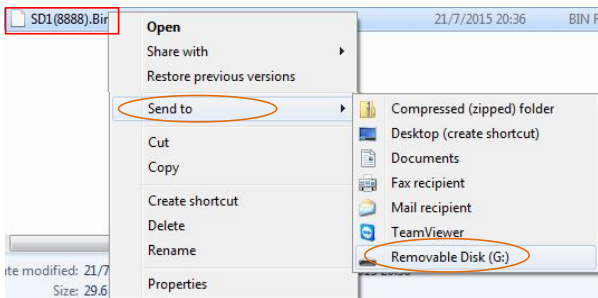 SD1(8888).Bin
21/7/2015 20:36
BIN F
Open
Share with
Restore previous versions
Send to
Cut
Copy
Create shortcut
Delete
Rename
Properties
Compressed (zipped) folder
Desktop (create shortcut)
Documents
Fax recipient
Mail recipient
TeamViewer
Removable Disk (G:)
te modified: 21/7
Size: 29.6